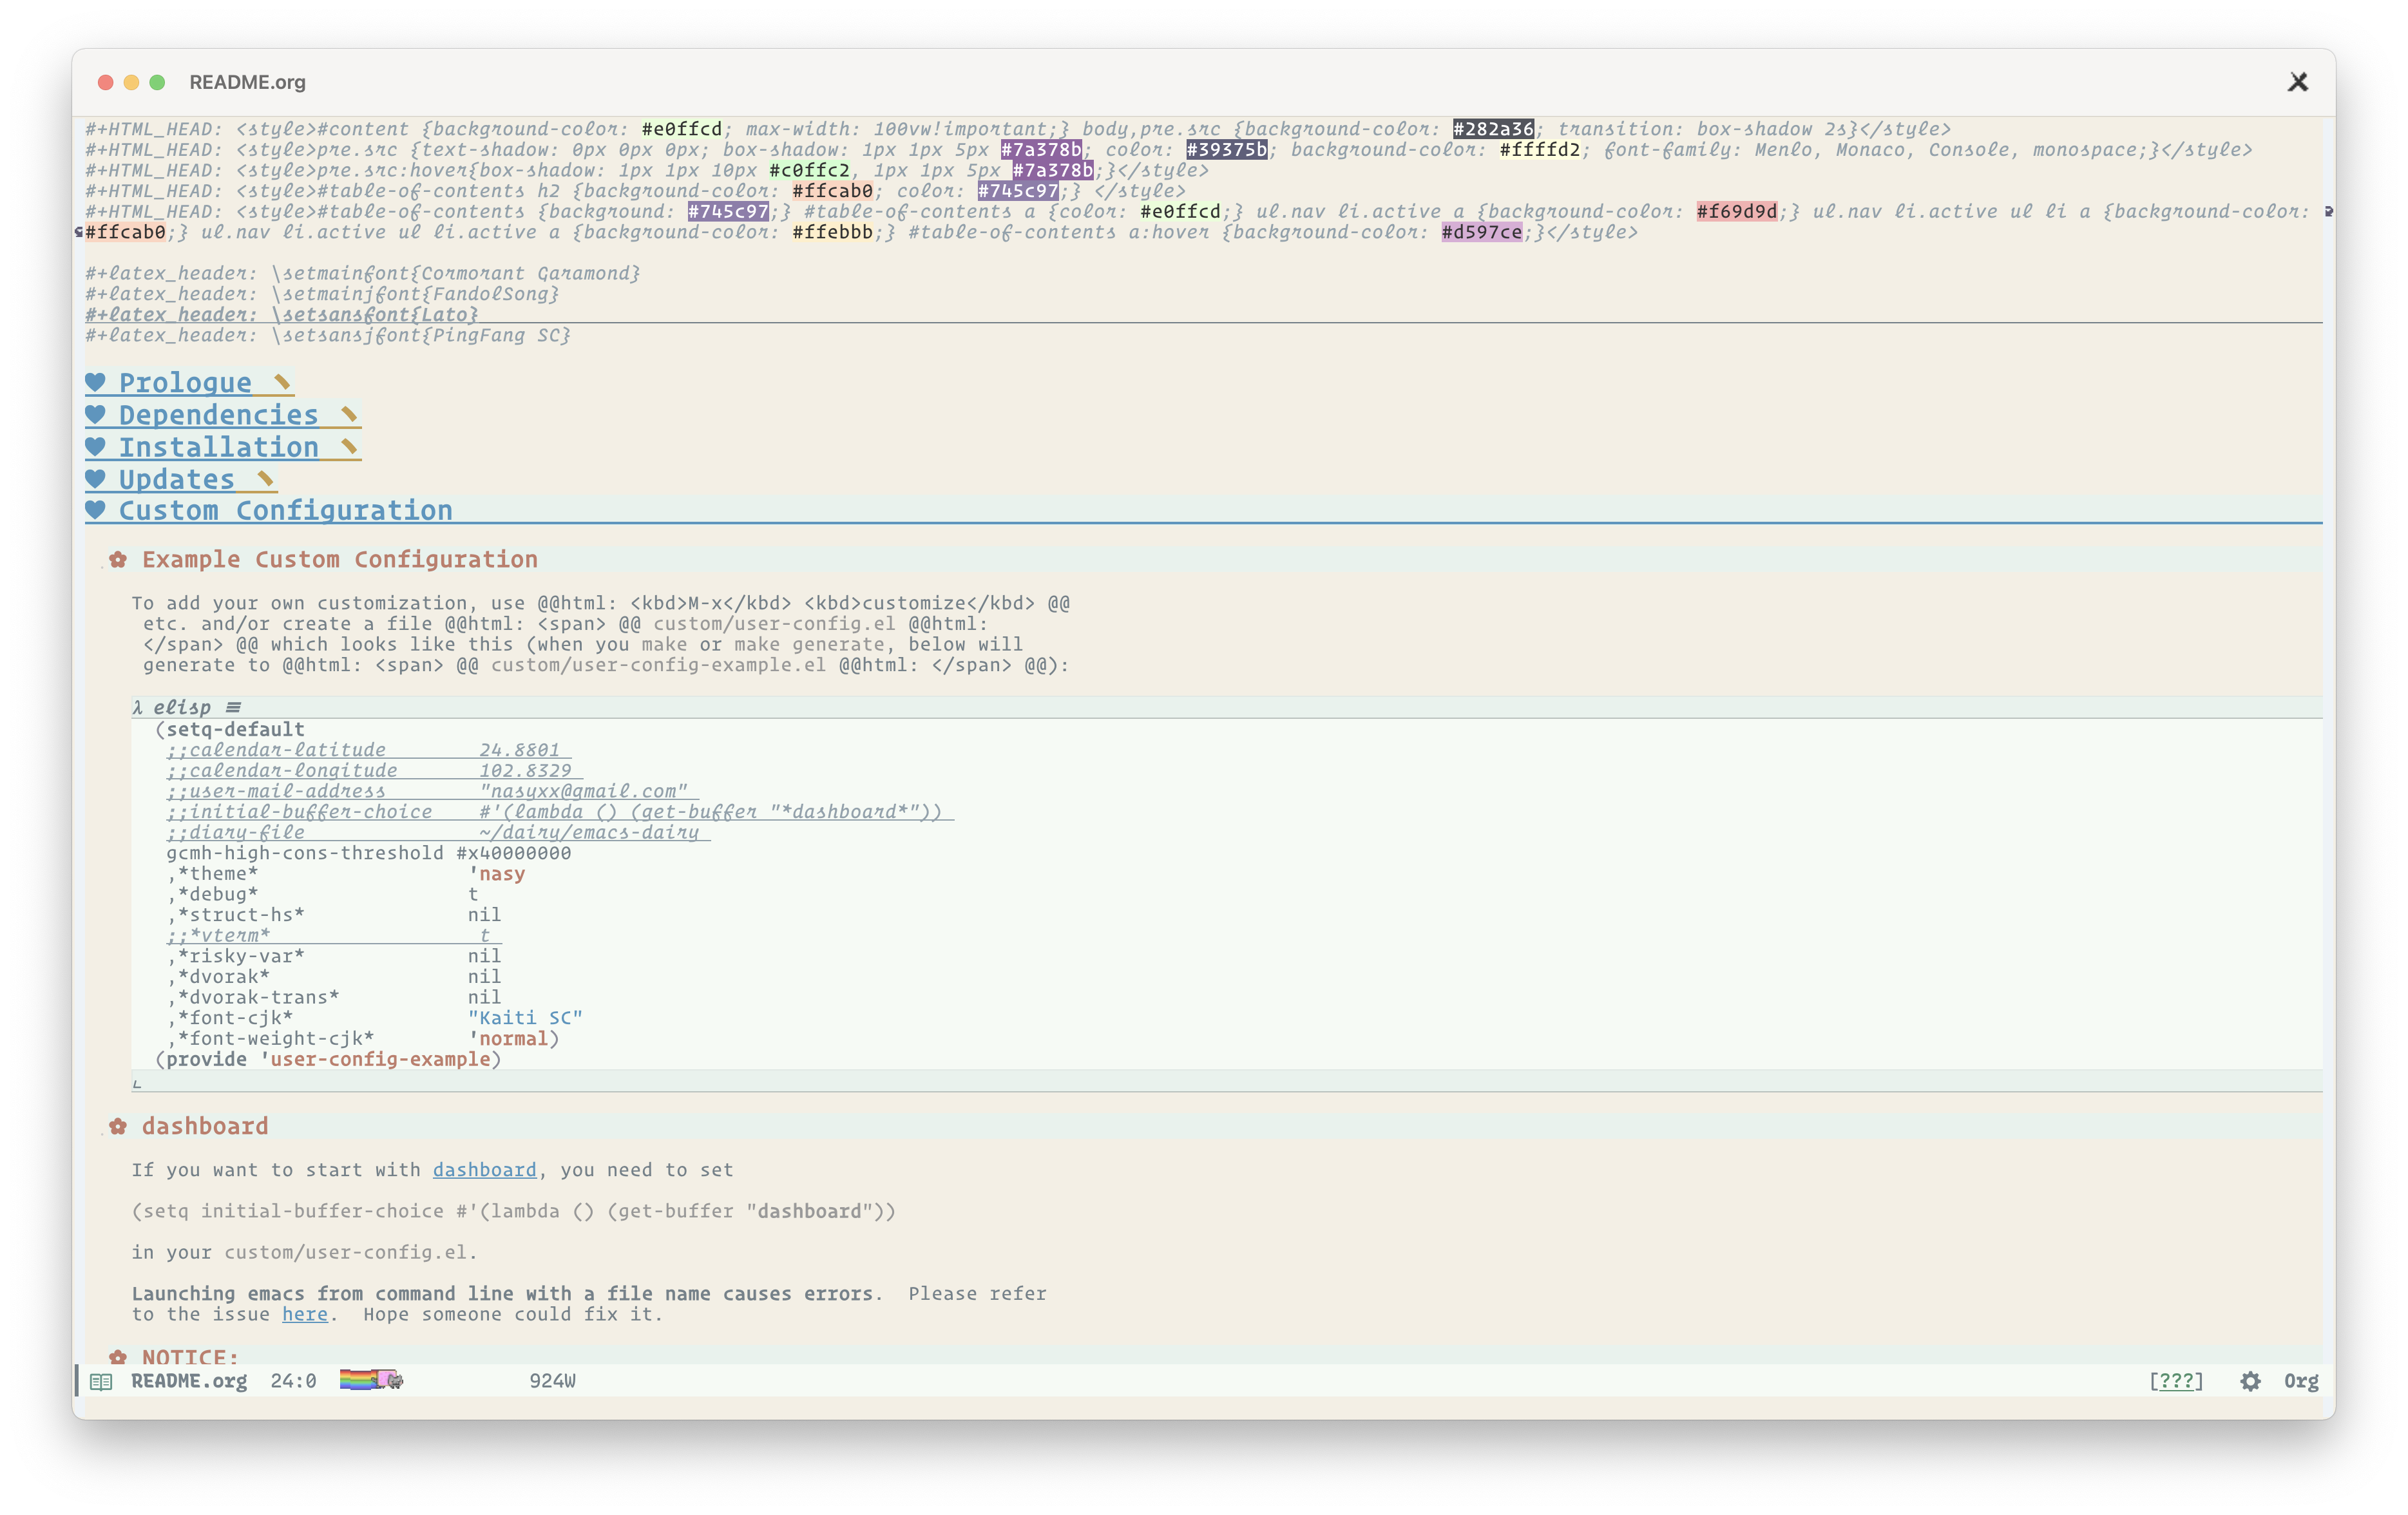 README.org
#+HTML_HEAD: <style>#content {background-color: #e0ffcd; max-width: 100vw!important;} body,pre.src {background-color: #282a36; transition: box-shadow 2s}</style>
#+HTML_HEAD: <style>pre.src {text-shadow: 0px 0px 0px; box-shadow: 1px 1px 5px #7a378b; color: #39375b; background-color: #ffffd2; font-family: Menlo, Monaco, Console, monospace;}</style>
#+HTML_HEAD: <style>pre.src:hover{box-shadow: 1px 1px 10px #c0ffc2, 1px 1px 5px #7a378b;}</style>
#+HTML_HEAD: <style>#table-of-contents h2 {background-color: #ffcab0; color: #745c97;} </style>
#+HTML_HEAD: <style>#table-of-contents {background: #745c97;} #table-of-contents a {color: #e0ffcd;} ul.nav li.active a {background-color: #f69d9d;} ul.nav li.active ul li a {background-color:
#ffcab0;} ul.nav li.active ul li.active a {background-color: #ffebbb;} #table-of-contents a:hover {background-color: #d597ce;}</style>
#+latex_header: \setmainfont{Cormorant Garamond}
#+latex_header: \setmainjfont{FandolSong}
#+latex_header: \setsansfont{Lato}
#+latex_header: \setsansjfont{PingFang SC}
♥ Prologue
♥ Dependencies
♥ Installation
♥ Updates
♥ Custom Configuration
✿ Example Custom Configuration
To add your own customization, use @@html: <kbd>M-x</kbd> <kbd>customize</kbd> @@
etc. and/or create a file @@html: <span> @@ custom/user-config.el @@html:
</span> @@ which looks like this (when you make or make generate, below will
generate to @@html: <span> @@ custom/user-config-example.el @@html: </span> @@):
λ elisp ≡
(setq-default
;;calendar-latitude        24.8801
;;calendar-longitude       102.8329
;;user-mail-address        "nasyxx@gmail.com"
;;initial-buffer-choice    #'(lambda () (get-buffer "*dashboard*"))
;;diary-file               ~/dairy/emacs-dairy
gcmh-high-cons-threshold #x40000000
,*theme*                  'nasy
,*debug*                  t
,*struct-hs*              nil
;;*vterm*                  t
,*risky-var*              nil
,*dvorak*                 nil
,*dvorak-trans*           nil
,*font-cjk*               "Kaiti SC"
,*font-weight-cjk*        'normal)
(provide 'user-config-example)
✿ dashboard
If you want to start with dashboard, you need to set
(setq initial-buffer-choice #'(lambda () (get-buffer "dashboard"))
in your custom/user-config.el.
Launching emacs from command line with a file name causes errors.  Please refer
to the issue here.  Hope someone could fix it.
✿ NOTICE:
README.org  24:0  924W  [???]  Org